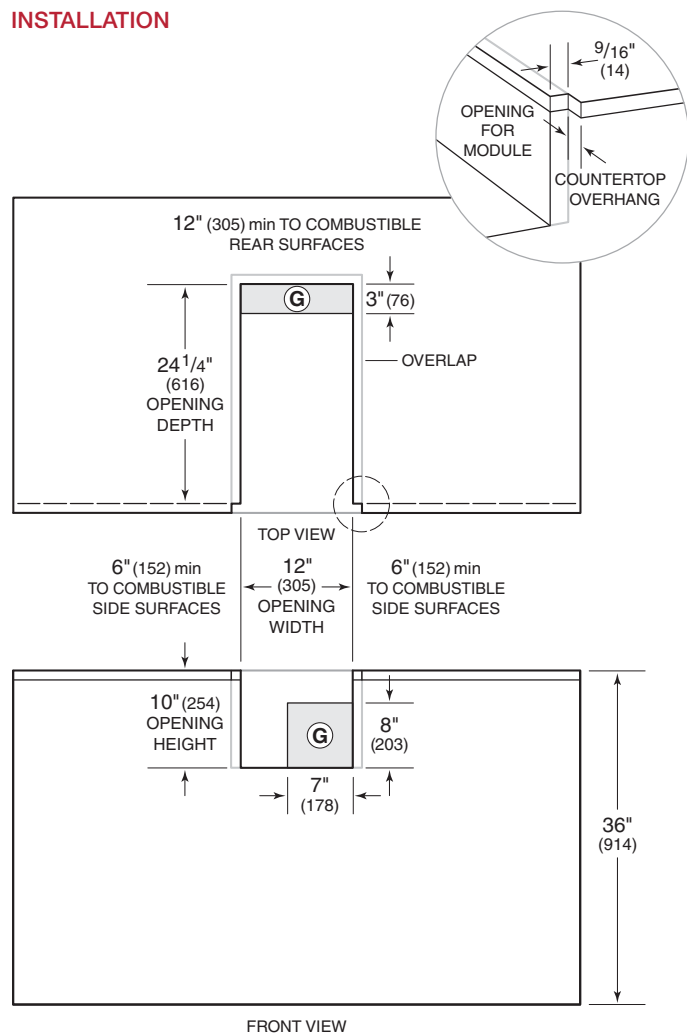 INSTALLATION
9/16"
(14)
OPENING
FOR
MODULE
COUNTERTOP
OVERHANG
12" (305) min TO COMBUSTIBLE
REAR SURFACES
G
3" (76)
24 1/4"
(616)
OPENING
DEPTH
OVERLAP
TOP VIEW
6" (152) min
TO COMBUSTIBLE
SIDE SURFACES
12"
(305)
OPENING
WIDTH
6" (152) min
TO COMBUSTIBLE
SIDE SURFACES
10" (254)
OPENING
HEIGHT
G
8"
(203)
7"
(178)
36"
(914)
FRONT VIEW